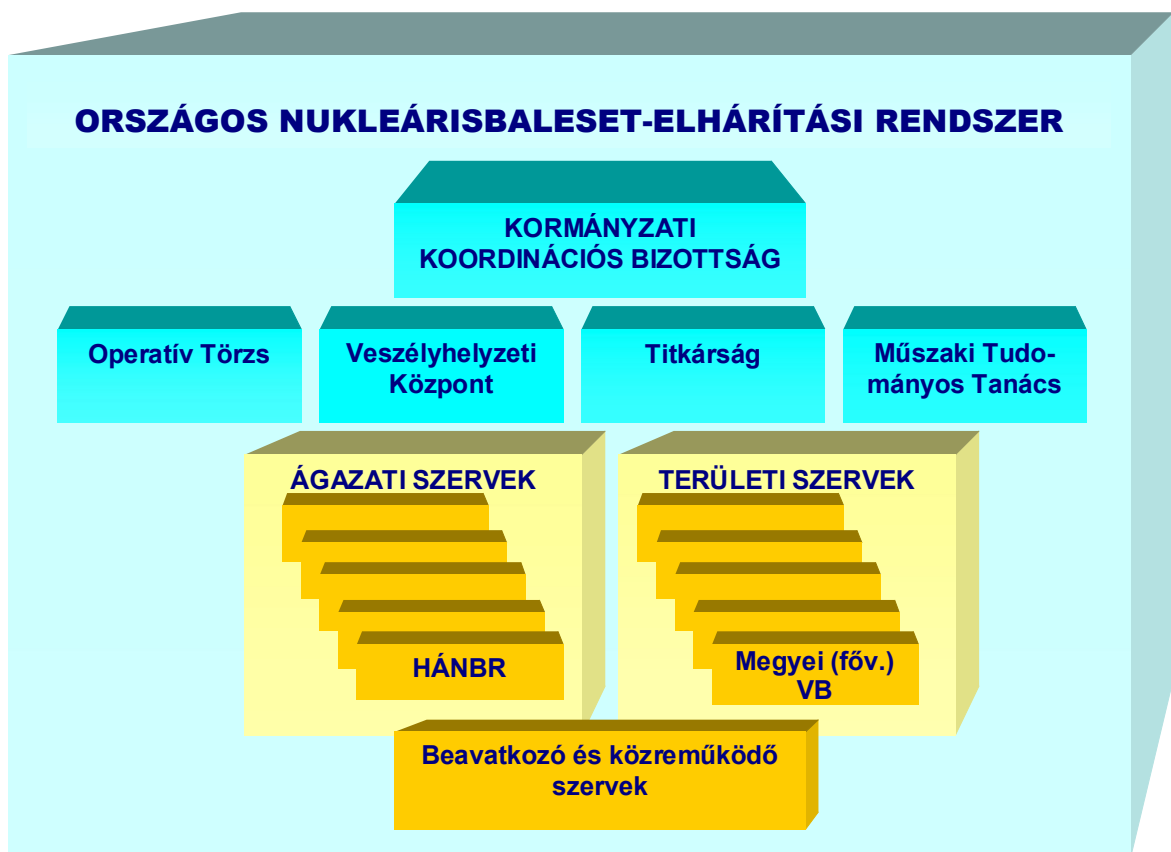 ORSZÁGOS NUKLEÁRISBALESET-ELHÁRÍTÁSI RENDSZER
KORMÁNYZATI
KOORDINÁCIÓS BIZOTTSÁG
Operatív Törzs
Veszélyhelyzeti
Központ
Titkárság
Műszaki Tudo-
mányos Tanács
ÁGAZATI SZERVEK
HÁNBR
TERÜLETI SZERVEK
Megyei (főv.)
VB
Beavatkozó és közreműködő
szervek